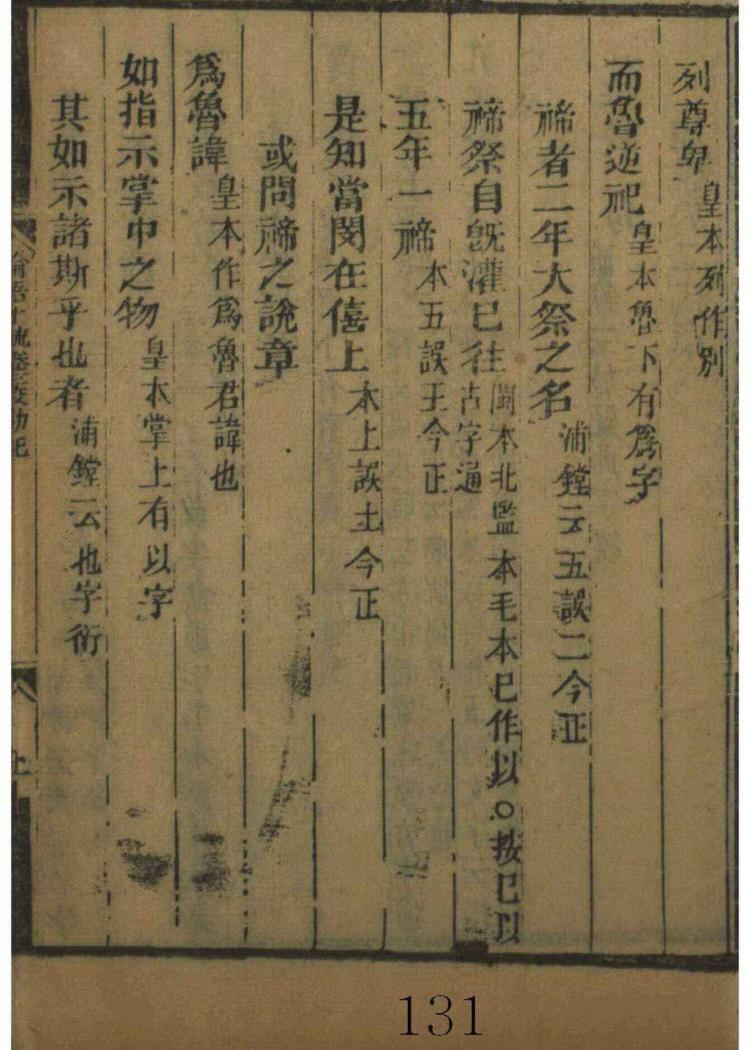 列尊卑皇本列作別
而魯逆祀皇本魯下有爲字
禘者二年大祭之名浦鏜云五誤二今正
禘祭自旣灌已往閩本北監本毛本已作以○按已以古字通
五年一禘本五誤王今正
是知當閔在僖上本上誤土今正
或問禘之說章
爲魯諱皇本作爲魯君諱也
如指示掌中之物皇本掌上有以字
其如示諸斯乎也者浦鏜云也字衍
131